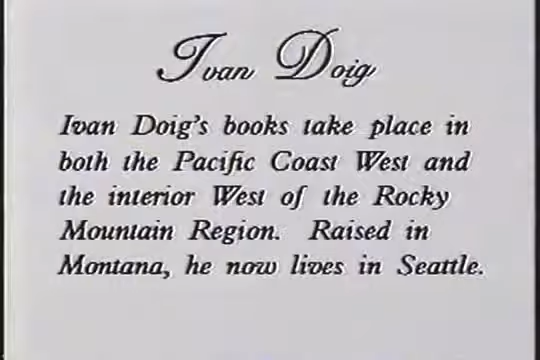 Ivan Doig
Ivan Doig's books take place in
both the Pacific Coast West and
the interior West of the Rocky
Mountain Region. Raised in
Montana, he now lives in Seattle.